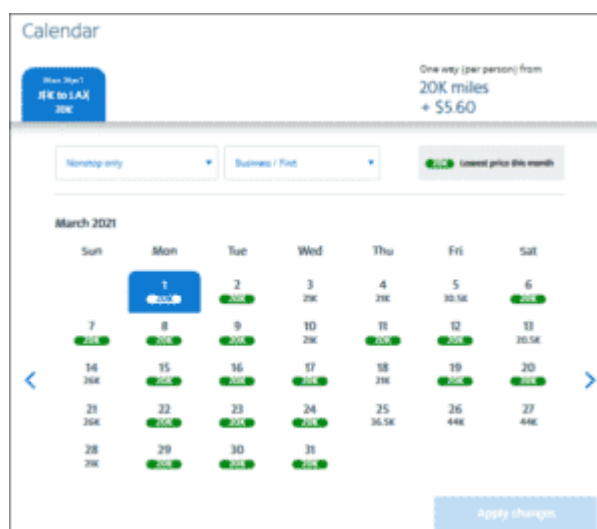 Calendar
One way (per person) from
JFK to LAX
20K miles
20K
+ $5.60
Nonstop only
Business / First
20K Lowest price this month
March 2021
Sun Mon Tue Wed Thu Fri Sat
1 2 3 4 5 6
20K 20K 21K 21K 30.5K 20K
7 8 9 10 11 12 13
20K 20K 20K 21K 20K 20K 20.5K
14 15 16 17 18 19 20
26K 20K 20K 20K 21K 20K 20K
21 22 23 24 25 26 27
26K 20K 20K 20K 36.5K 44K 44K
28 29 30 31
21K 20K 20K 20K
Apply changes